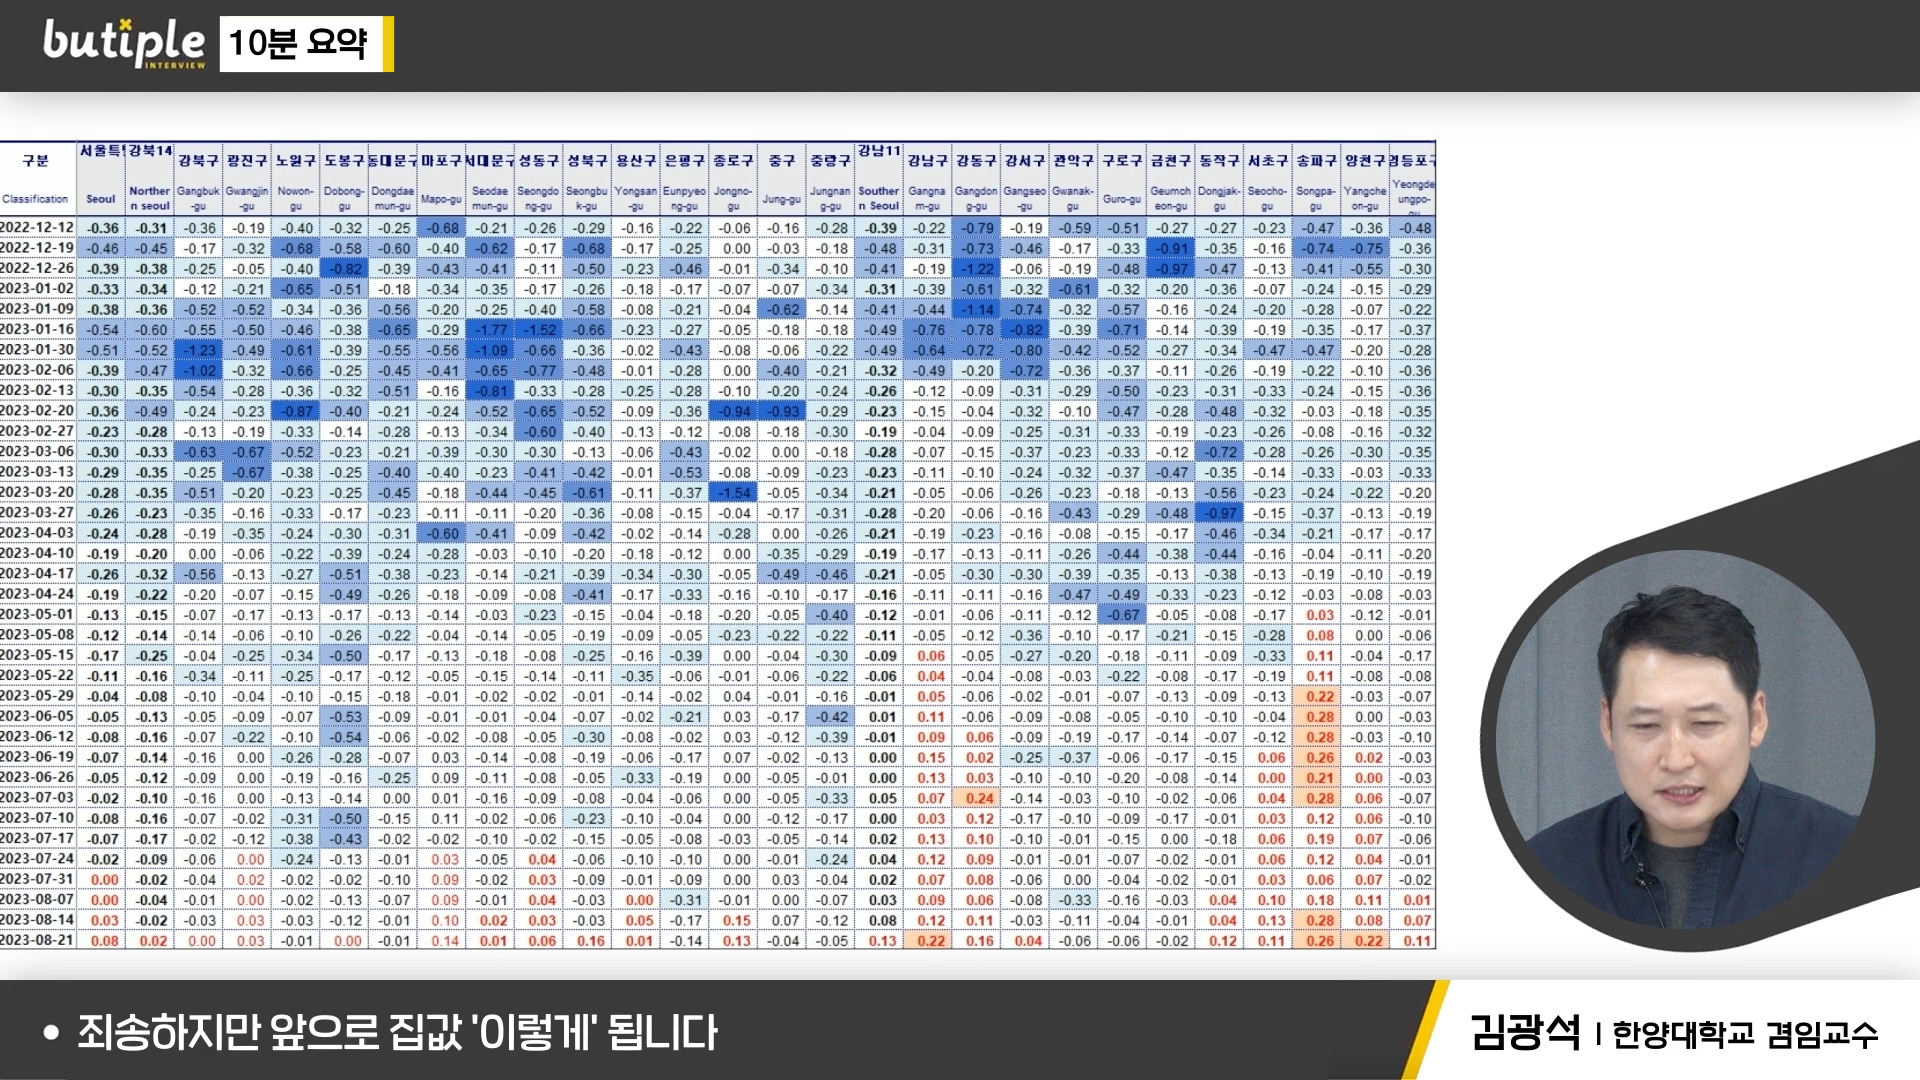 butiple
INTERVIEW
10분 요약
구분 서울특 강북14 강북구 광진구 노원구 도봉구 동대문구 마포구 서대문구 성동구 성북구 용산구 은평구 종로구 중구 중랑구 강남11 강남구 강동구 강서구 관악구 구로구 금천구 동작구 서초구 송파구 양천구 영등포구
Classification Seoul Norther n seoul Gangbuk -gu Gwangjin -gu Nowon- gu Dobong- gu Dongdae mun-gu Mapo-gu Seodae mun-gu Seongdo ng-gu Seongbu k-gu Yongsan -gu Eunpyeo ng-gu Jongno- gu Jung-gu Jungnan g-gu Souther n Seoul Gangna m-gu Gangdon g-gu Gangseo -gu Gwanak- gu Guro-gu Geumch eon-gu Dongjak- gu Seocho- gu Songpa- gu Yangche on-gu Yeongde ungpo- gu
2022-12-12 -0.36 -0.31 -0.36 -0.19 -0.40 -0.32 -0.25 -0.68 -0.21 -0.26 -0.29 -0.16 -0.22 -0.06 -0.16 -0.28 -0.39 -0.22 -0.79 -0.19 -0.59 -0.51 -0.27 -0.27 -0.23 -0.47 -0.36 -0.48
2022-12-19 -0.46 -0.45 -0.17 -0.32 -0.68 -0.58 -0.60 -0.40 -0.62 -0.17 -0.68 -0.17 -0.25 0.00 -0.03 -0.18 -0.48 -0.31 -0.73 -0.46 -0.17 -0.33 -0.91 -0.35 -0.16 -0.74 -0.75 -0.36
2022-12-26 -0.39 -0.38 -0.25 -0.05 -0.40 -0.82 -0.39 -0.43 -0.41 -0.11 -0.50 -0.23 -0.46 -0.01 -0.34 -0.10 -0.41 -0.19 -1.22 -0.06 -0.19 -0.48 -0.97 -0.47 -0.13 -0.41 -0.55 -0.30
2023-01-02 -0.33 -0.34 -0.12 -0.21 -0.65 -0.51 -0.18 -0.34 -0.35 -0.17 -0.26 -0.18 -0.17 -0.07 -0.07 -0.34 -0.31 -0.39 -0.61 -0.32 -0.61 -0.32 -0.20 -0.36 -0.07 -0.24 -0.15 -0.29
2023-01-09 -0.38 -0.36 -0.52 -0.52 -0.34 -0.36 -0.56 -0.20 -0.25 -0.40 -0.58 -0.08 -0.21 -0.04 -0.62 -0.14 -0.41 -0.44 -1.14 -0.74 -0.32 -0.57 -0.16 -0.24 -0.20 -0.28 -0.07 -0.22
2023-01-16 -0.54 -0.60 -0.55 -0.50 -0.46 -0.38 -0.65 -0.29 -1.77 -1.52 -0.66 -0.23 -0.27 -0.05 -0.18 -0.18 -0.49 -0.76 -0.78 -0.82 -0.39 -0.71 -0.14 -0.39 -0.19 -0.35 -0.17 -0.37
2023-01-30 -0.51 -0.52 -1.23 -0.49 -0.61 -0.39 -0.55 -0.56 -1.09 -0.66 -0.36 -0.02 -0.43 -0.08 -0.06 -0.22 -0.49 -0.64 -0.72 -0.80 -0.42 -0.52 -0.27 -0.34 -0.47 -0.47 -0.20 -0.28
2023-02-06 -0.39 -0.47 -1.02 -0.32 -0.66 -0.25 -0.45 -0.41 -0.65 -0.77 -0.48 -0.01 -0.28 0.00 -0.40 -0.21 -0.32 -0.49 -0.20 -0.72 -0.36 -0.37 -0.11 -0.26 -0.19 -0.22 -0.10 -0.36
2023-02-13 -0.30 -0.35 -0.54 -0.28 -0.36 -0.32 -0.51 -0.16 -0.81 -0.33 -0.28 -0.25 -0.28 -0.10 -0.20 -0.24 -0.26 -0.12 -0.09 -0.31 -0.29 -0.50 -0.23 -0.31 -0.33 -0.24 -0.15 -0.36
2023-02-20 -0.36 -0.49 -0.24 -0.23 -0.87 -0.40 -0.21 -0.24 -0.52 -0.65 -0.52 -0.09 -0.36 -0.94 -0.93 -0.29 -0.23 -0.15 -0.04 -0.32 -0.10 -0.47 -0.28 -0.48 -0.32 -0.03 -0.18 -0.35
2023-02-27 -0.23 -0.28 -0.13 -0.19 -0.33 -0.14 -0.28 -0.13 -0.34 -0.60 -0.40 -0.13 -0.12 -0.08 -0.18 -0.30 -0.19 -0.04 -0.09 -0.25 -0.31 -0.33 -0.19 -0.23 -0.26 -0.08 -0.16 -0.32
2023-03-06 -0.30 -0.33 -0.63 -0.67 -0.52 -0.23 -0.21 -0.39 -0.30 -0.30 -0.13 -0.06 -0.43 -0.02 0.00 -0.18 -0.28 -0.07 -0.15 -0.37 -0.23 -0.33 -0.12 -0.72 -0.28 -0.26 -0.30 -0.35
2023-03-13 -0.29 -0.35 -0.25 -0.67 -0.38 -0.25 -0.40 -0.40 -0.23 -0.41 -0.42 -0.01 -0.53 -0.08 -0.09 -0.23 -0.23 -0.11 -0.10 -0.24 -0.32 -0.37 -0.47 -0.35 -0.14 -0.33 -0.03 -0.33
2023-03-20 -0.28 -0.35 -0.51 -0.20 -0.23 -0.25 -0.45 -0.18 -0.44 -0.45 -0.61 -0.11 -0.37 -1.54 -0.05 -0.34 -0.21 -0.05 -0.06 -0.26 -0.23 -0.18 -0.13 -0.56 -0.23 -0.24 -0.22 -0.20
2023-03-27 -0.26 -0.23 -0.35 -0.16 -0.33 -0.17 -0.23 -0.11 -0.11 -0.20 -0.36 -0.08 -0.15 -0.04 -0.17 -0.31 -0.28 -0.20 -0.06 -0.16 -0.43 -0.29 -0.48 -0.97 -0.15 -0.37 -0.13 -0.19
2023-04-03 -0.24 -0.28 -0.19 -0.35 -0.24 -0.30 -0.31 -0.60 -0.41 -0.09 -0.42 -0.02 -0.14 -0.28 0.00 -0.26 -0.21 -0.19 -0.23 -0.16 -0.08 -0.15 -0.17 -0.46 -0.34 -0.21 -0.17 -0.17
2023-04-10 -0.19 -0.20 0.00 -0.06 -0.22 -0.39 -0.24 -0.28 -0.03 -0.10 -0.20 -0.18 -0.12 0.00 -0.35 -0.29 -0.19 -0.17 -0.13 -0.11 -0.26 -0.44 -0.38 -0.44 -0.16 -0.04 -0.11 -0.20
2023-04-17 -0.26 -0.32 -0.56 -0.13 -0.27 -0.51 -0.38 -0.23 -0.14 -0.21 -0.39 -0.34 -0.30 -0.05 -0.49 -0.46 -0.21 -0.05 -0.30 -0.30 -0.39 -0.35 -0.13 -0.38 -0.13 -0.19 -0.10 -0.19
2023-04-24 -0.19 -0.22 -0.20 -0.07 -0.15 -0.49 -0.26 -0.18 -0.09 -0.08 -0.41 -0.17 -0.33 -0.16 -0.10 -0.17 -0.16 -0.11 -0.11 -0.16 -0.47 -0.49 -0.33 -0.23 -0.12 -0.03 -0.08 -0.03
2023-05-01 -0.13 -0.15 -0.07 -0.17 -0.13 -0.17 -0.13 -0.14 -0.03 -0.23 -0.15 -0.04 -0.18 -0.20 -0.05 -0.40 -0.12 -0.01 -0.06 -0.11 -0.12 -0.67 -0.05 -0.08 -0.17 0.03 -0.12 -0.01
2023-05-08 -0.12 -0.14 -0.14 -0.06 -0.10 -0.26 -0.22 -0.04 -0.14 -0.05 -0.19 -0.09 -0.05 -0.23 -0.22 -0.22 -0.11 -0.05 -0.12 -0.36 -0.10 -0.17 -0.21 -0.15 -0.28 0.08 0.00 -0.06
2023-05-15 -0.17 -0.25 -0.04 -0.25 -0.34 -0.50 -0.17 -0.13 -0.18 -0.08 -0.25 -0.16 -0.39 0.00 -0.04 -0.30 -0.09 0.06 -0.05 -0.27 -0.20 -0.18 -0.11 -0.09 -0.33 0.11 -0.04 -0.17
2023-05-22 -0.11 -0.16 -0.34 -0.11 -0.25 -0.17 -0.12 -0.05 -0.15 -0.14 -0.11 -0.35 -0.06 -0.01 -0.06 -0.22 -0.06 0.04 -0.04 -0.08 -0.03 -0.22 -0.08 -0.17 -0.19 0.11 -0.08 -0.08
2023-05-29 -0.04 -0.08 -0.10 -0.04 -0.10 -0.15 -0.18 -0.01 -0.02 -0.02 -0.01 -0.14 -0.02 0.04 -0.01 -0.16 -0.01 0.05 -0.06 -0.02 -0.01 -0.07 -0.13 -0.09 -0.13 0.22 -0.03 -0.07
2023-06-05 -0.05 -0.13 -0.05 -0.09 -0.07 -0.53 -0.09 -0.01 -0.01 -0.04 -0.07 -0.02 -0.21 0.03 -0.17 -0.42 0.01 0.11 -0.06 -0.09 -0.08 -0.05 -0.10 -0.10 -0.04 0.28 0.00 -0.03
2023-06-12 -0.08 -0.16 -0.07 -0.22 -0.10 -0.54 -0.06 -0.02 -0.08 -0.05 -0.30 -0.08 -0.02 0.03 -0.12 -0.39 -0.01 0.09 0.06 -0.09 -0.19 -0.17 -0.14 -0.07 -0.12 0.28 -0.03 -0.10
2023-06-19 -0.07 -0.14 -0.16 0.00 -0.26 -0.28 -0.07 0.03 -0.14 -0.08 -0.19 -0.06 -0.17 0.07 -0.02 -0.13 0.00 0.15 0.02 -0.25 -0.37 -0.06 -0.17 -0.15 0.06 0.26 0.02 -0.03
2023-06-26 -0.05 -0.12 -0.09 0.00 -0.19 -0.16 -0.25 0.09 -0.11 -0.08 -0.05 -0.33 -0.19 0.00 -0.05 -0.01 0.00 0.13 0.03 -0.10 -0.10 -0.20 -0.08 -0.14 0.00 0.21 0.00 -0.03
2023-07-03 -0.02 -0.10 -0.16 0.00 -0.13 -0.14 0.00 0.01 -0.16 -0.09 -0.08 -0.04 -0.06 0.00 -0.05 -0.33 0.05 0.07 0.24 -0.14 -0.03 -0.10 -0.02 -0.06 0.04 0.28 0.06 -0.07
2023-07-10 -0.08 -0.16 -0.07 -0.02 -0.31 -0.50 -0.15 0.11 -0.02 -0.06 -0.23 -0.10 -0.04 0.00 -0.12 -0.17 0.00 0.03 0.12 -0.17 -0.10 -0.09 -0.17 -0.01 0.03 0.12 0.06 -0.10
2023-07-17 -0.07 -0.17 -0.02 -0.12 -0.38 -0.43 -0.02 -0.02 -0.10 -0.02 -0.15 -0.05 -0.08 -0.03 -0.05 -0.14 0.02 0.13 0.10 -0.10 -0.01 -0.15 0.00 -0.18 0.06 0.19 0.07 -0.06
2023-07-24 -0.02 -0.09 -0.06 0.00 -0.24 -0.13 -0.01 0.03 -0.05 0.04 -0.06 -0.10 -0.10 0.00 -0.01 -0.24 0.04 0.12 0.09 -0.01 -0.01 -0.07 -0.02 -0.01 0.06 0.12 0.04 -0.01
2023-07-31 0.00 -0.02 -0.04 0.02 -0.02 -0.02 -0.10 0.09 -0.02 0.03 -0.09 -0.01 -0.09 0.00 0.03 -0.04 0.02 0.07 0.08 -0.06 0.00 -0.04 -0.02 -0.01 0.03 0.06 0.07 -0.02
2023-08-07 0.00 -0.04 -0.01 0.00 -0.02 -0.13 -0.07 0.09 -0.01 0.04 -0.03 0.00 -0.31 -0.01 0.00 -0.07 0.03 0.09 0.06 -0.08 -0.33 -0.16 -0.03 0.04 0.10 0.18 0.11 0.01
2023-08-14 0.03 -0.02 -0.03 0.03 -0.03 -0.12 -0.01 0.10 0.02 0.03 -0.03 0.05 -0.17 0.15 0.07 -0.12 0.08 0.12 0.11 -0.03 -0.11 -0.04 -0.01 0.04 0.13 0.28 0.08 0.07
2023-08-21 0.08 0.02 0.00 0.03 -0.01 0.00 -0.01 0.14 0.01 0.06 0.16 0.01 -0.14 0.13 -0.04 -0.05 0.13 0.22 0.16 0.04 -0.06 -0.06 -0.02 0.12 0.11 0.26 0.22 0.11
• 죄송하지만 앞으로 집값 '이렇게' 됩니다
김광석 | 한양대학교 겸임교수